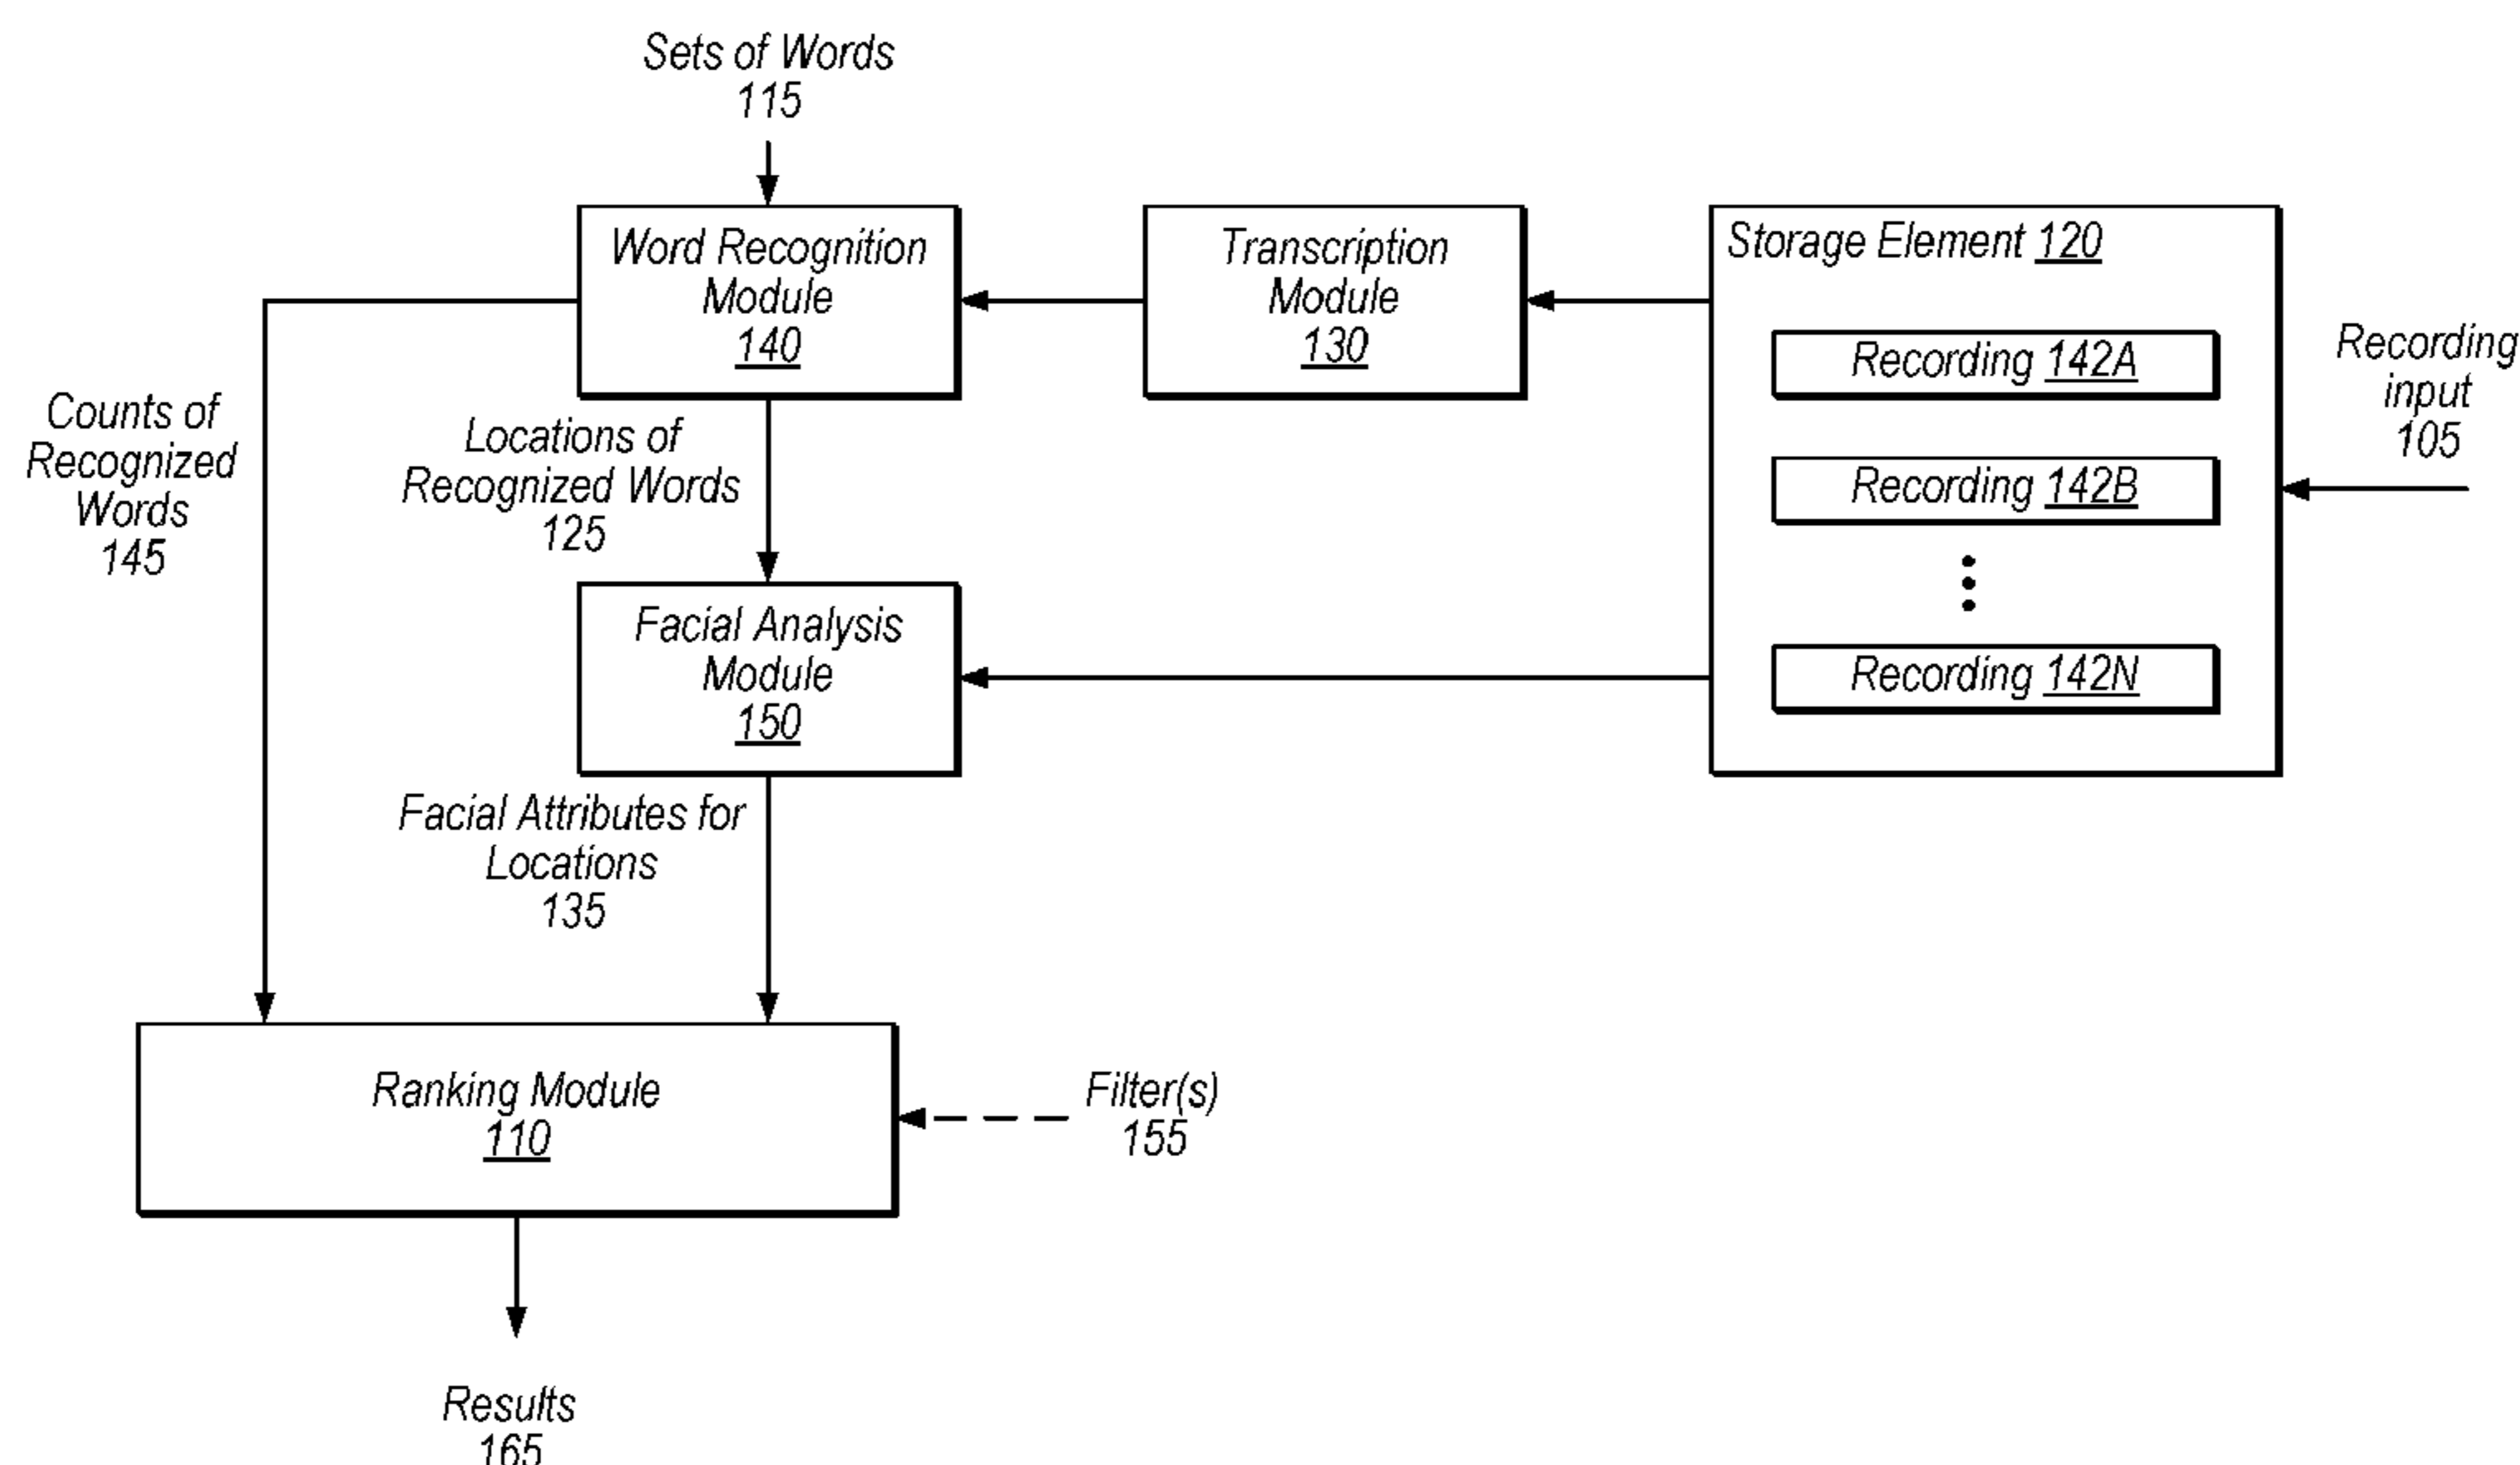 Sets of Words
115
Word Recognition
Module
140
Transcription
Module
130
Storage Element 120
Recording 142A
Recording 142B
Recording 142N
Recording
input
105
Counts of
Recognized
Words
145
Locations of
Recognized Words
125
Facial Analysis
Module
150
Facial Attributes for
Locations
135
Ranking Module
110
Filter(s)
155
Results
165